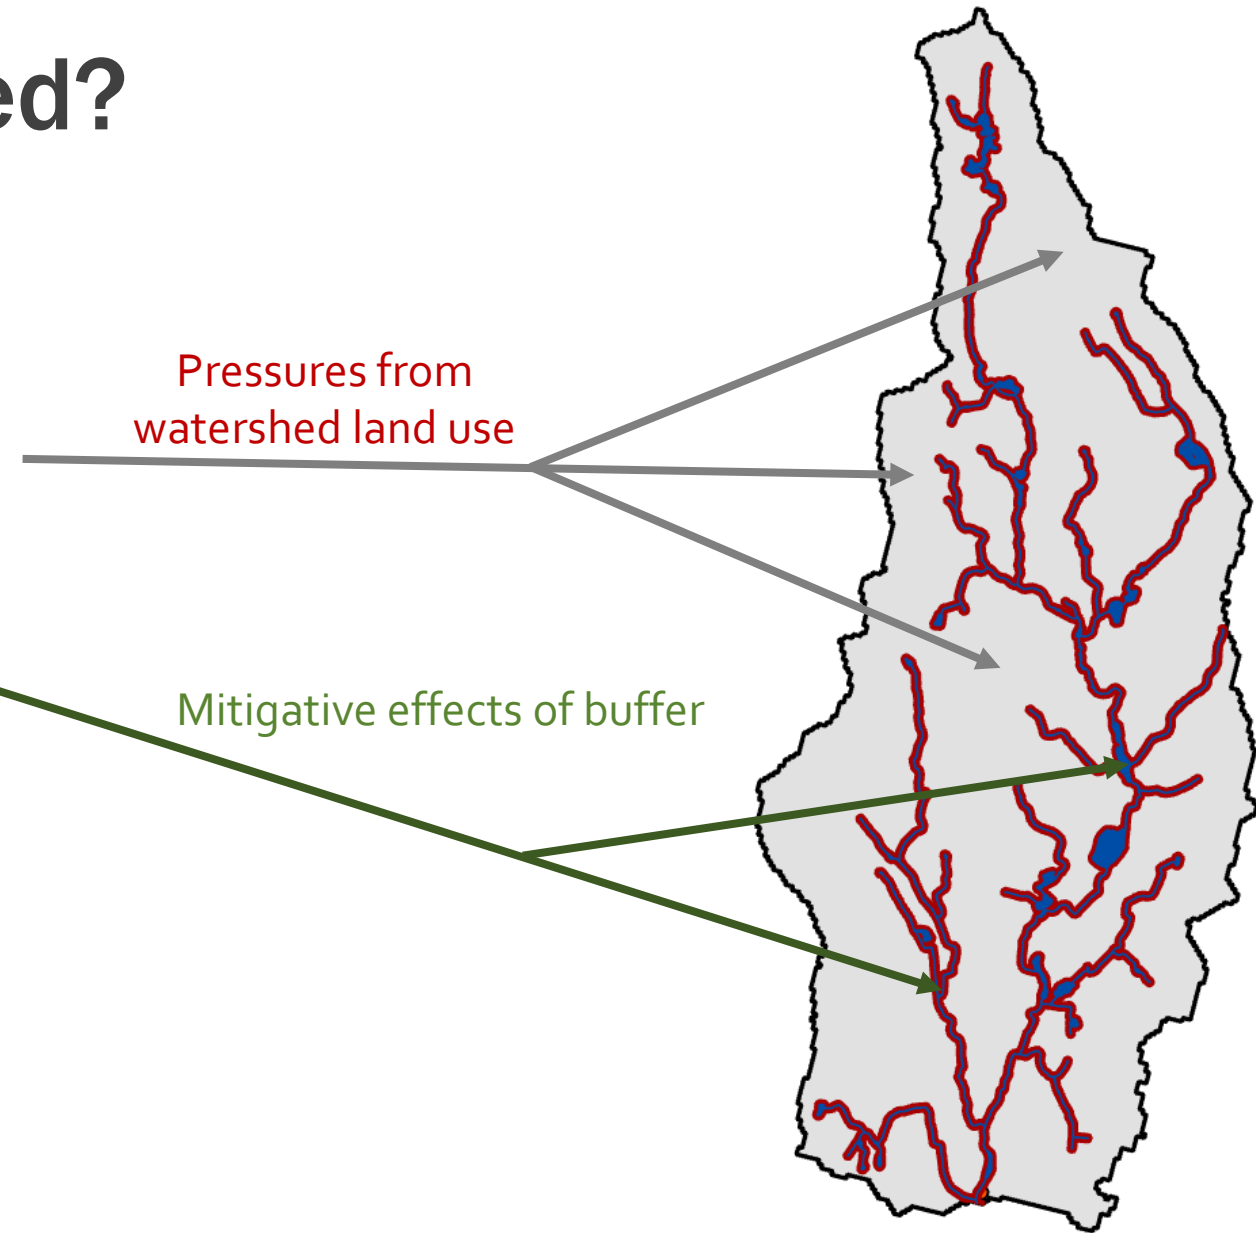 ed?
Pressures from
watershed land use
Mitigative effects of buffer